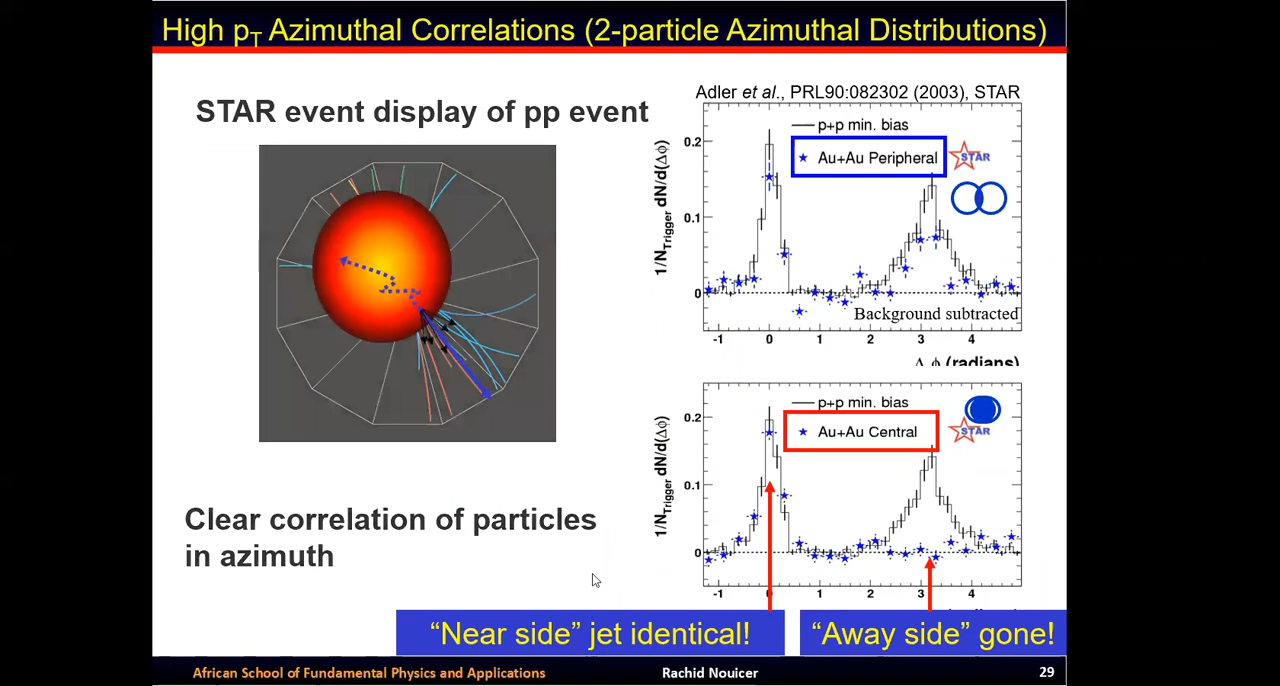 High pT Azimuthal Correlations (2-particle Azimuthal Distributions)
STAR event display of pp event
Adler et al., PRL90:082302 (2003), STAR
p+p min. bias
Au+Au Peripheral
STAR
1/N_Trigger dN/d(Δϕ)
0.2
0.1
0
Background subtracted
-1 0 1 2 3 4
Δ ϕ (radians)
p+p min. bias
Au+Au Central
STAR
1/N_Trigger dN/d(Δϕ)
0.2
0.1
0
-1 0 1 2 3 4
Clear correlation of particles
in azimuth
“Near side” jet identical!
“Away side” gone!
African School of Fundamental Physics and Applications
Rachid Nouicer
29